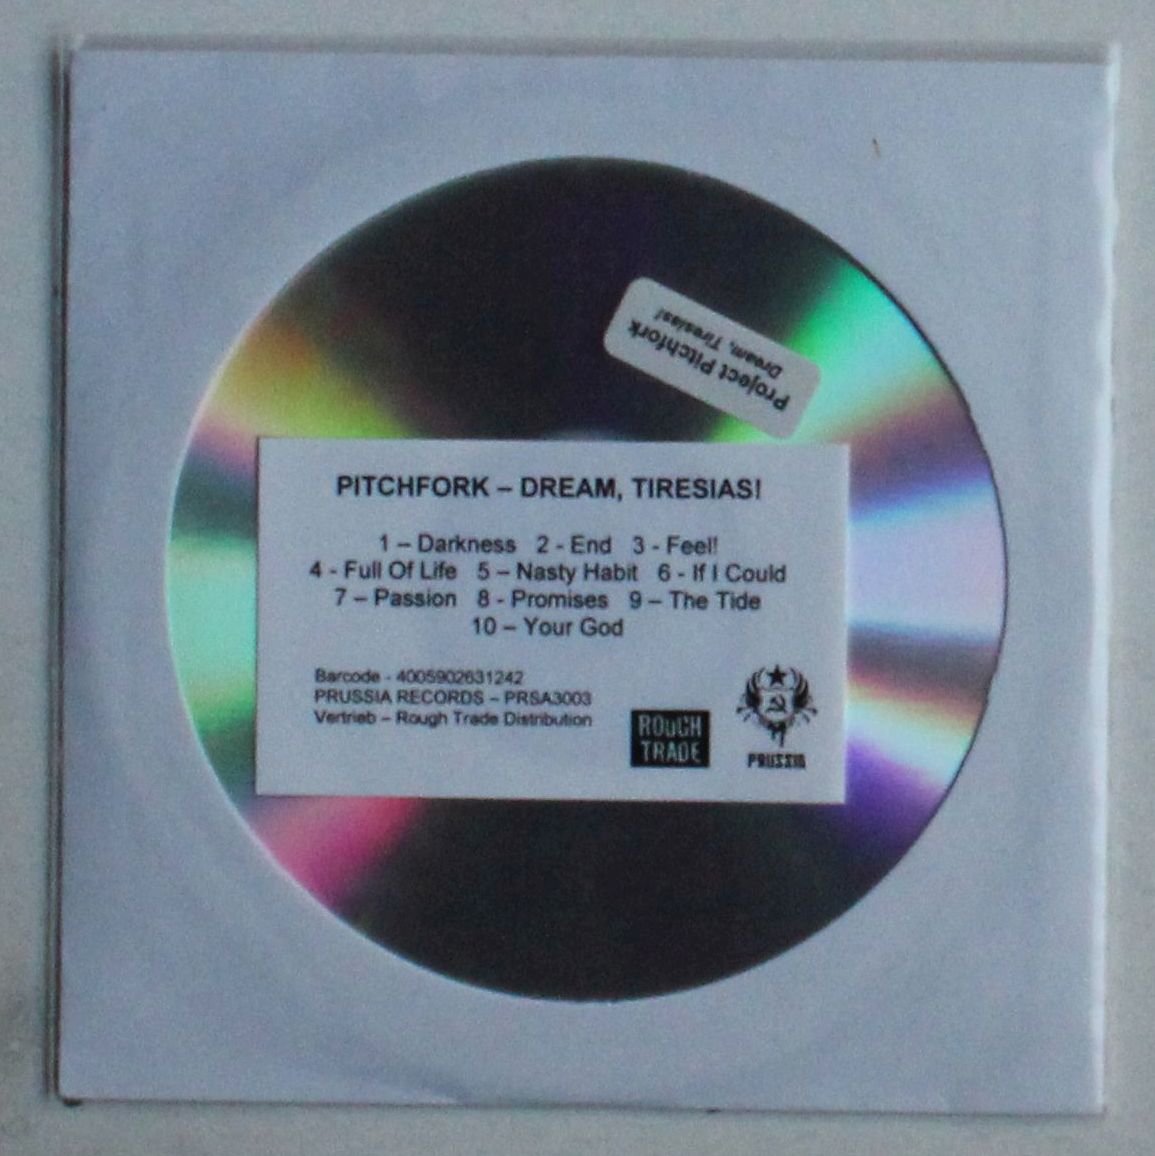 Project Pitchfork
Dream, Tiresias!
PITCHFORK – DREAM, TIRESIAS!
1 – Darkness 2 - End 3 - Feel!
4 - Full Of Life 5 – Nasty Habit 6 - If I Could
7 – Passion 8 - Promises 9 – The Tide
10 – Your God
Barcode - 4005902631242
PRUSSIA RECORDS – PRSA3003
Vertrieb – Rough Trade Distribution
ROUGH
TRADE
PRUSSIA